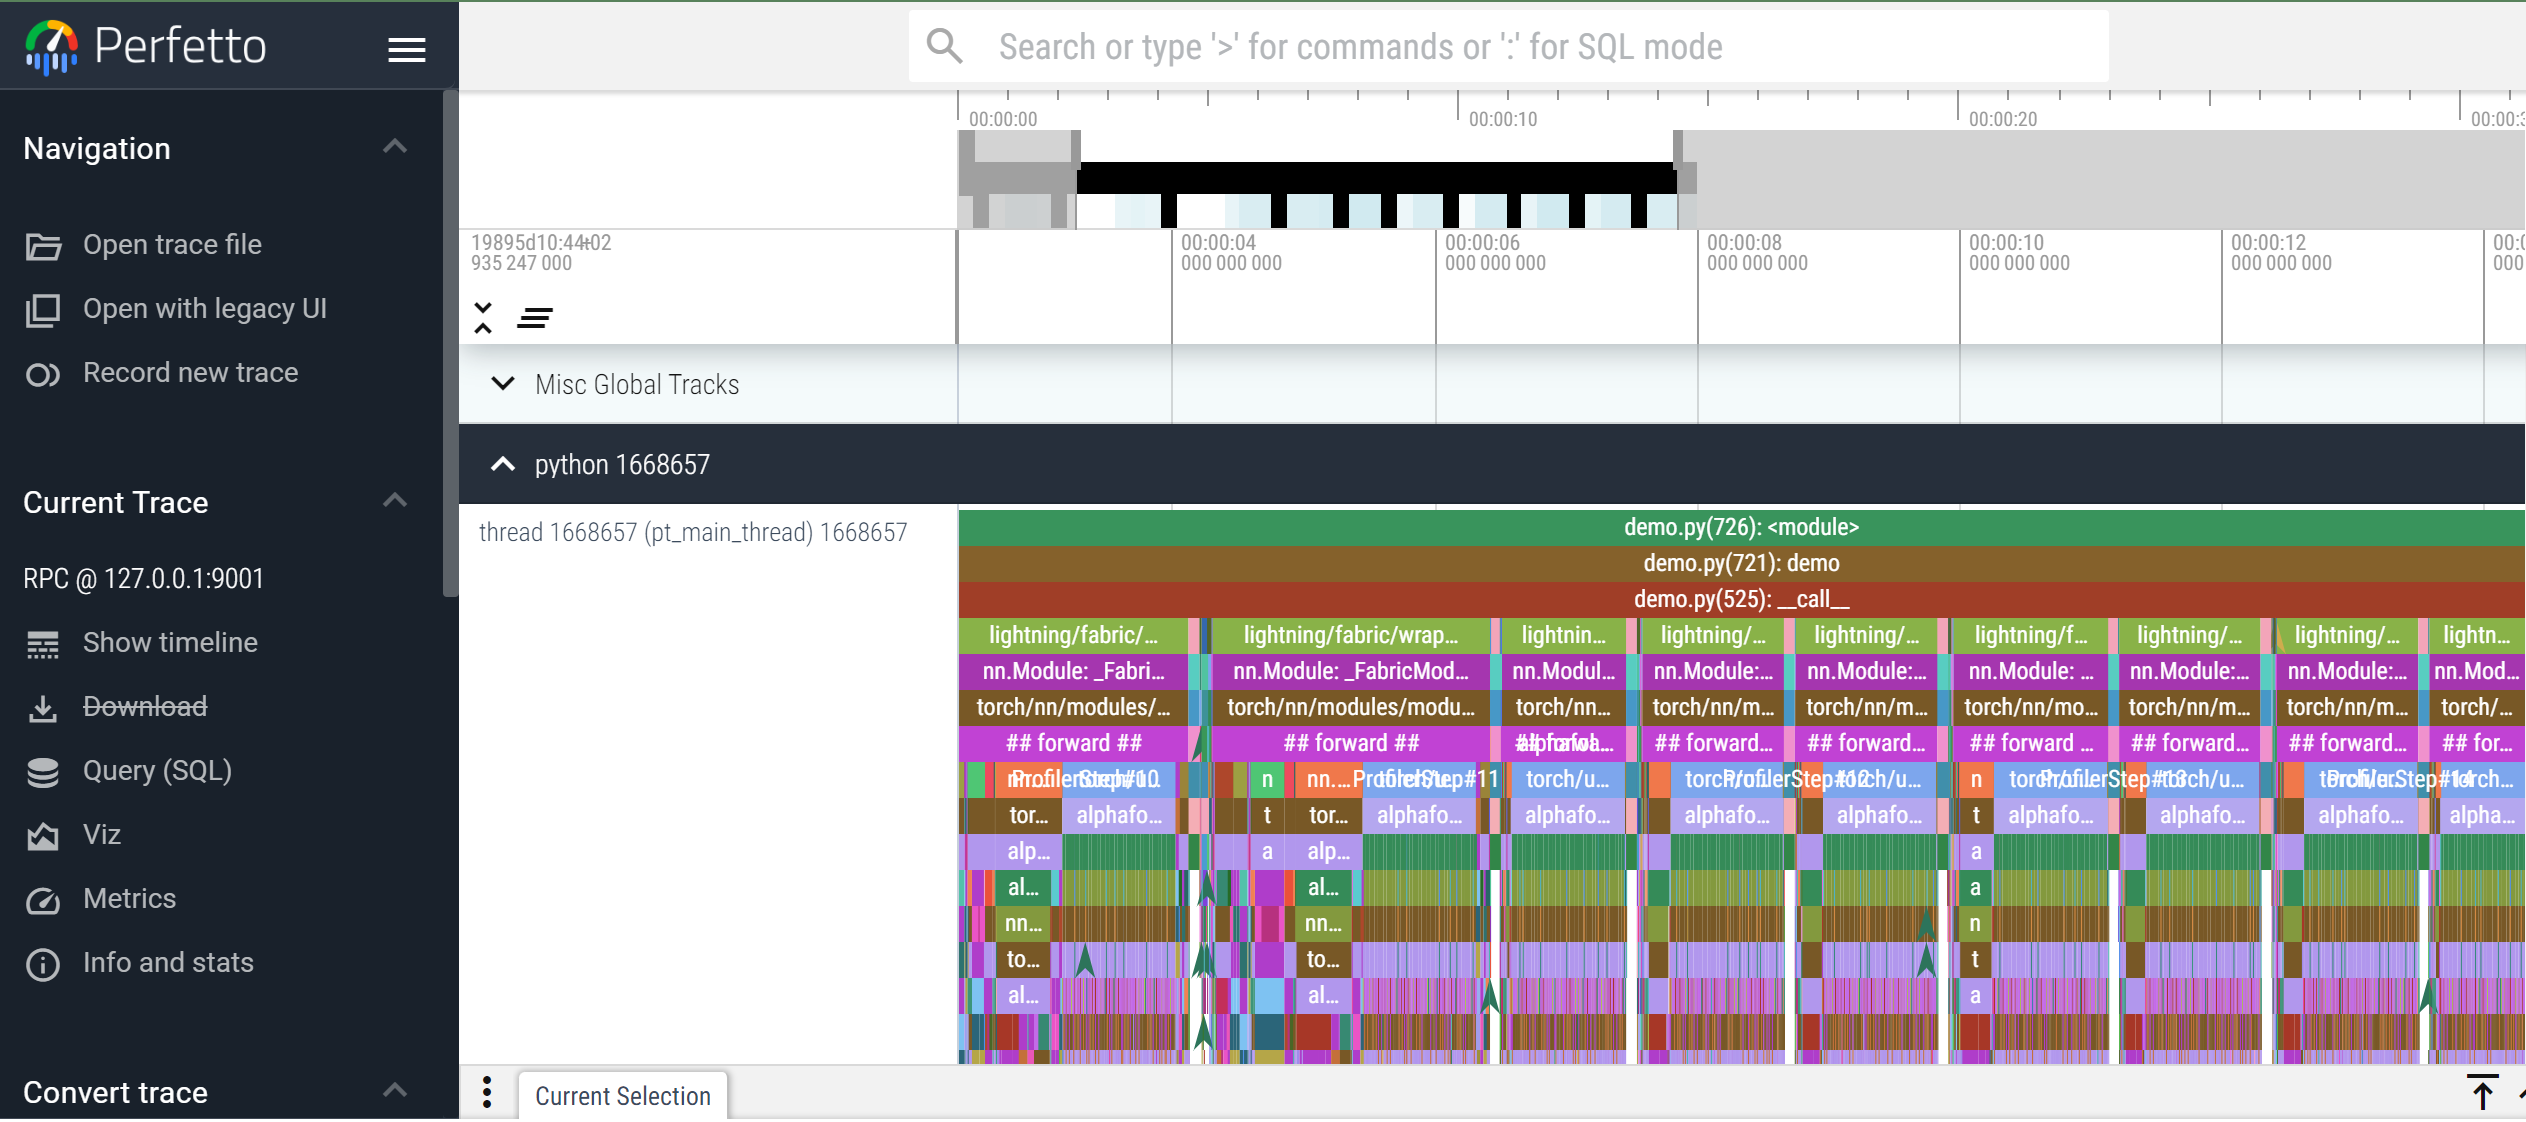 Perfetto
Search or type '>' for commands or ':' for SQL mode
Navigation
Open trace file
Open with legacy UI
Record new trace
Current Trace
RPC @ 127.0.0.1:9001
Show timeline
Download
Query (SQL)
Viz
Metrics
Info and stats
Convert trace
00:00:00 00:00:10 00:00:20 00:00:3
19895d10:44 02 00:00:04 00:00:06 00:00:08 00:00:10 00:00:12 00:0
935 247 000 000 000 000 000 000 000 000 000 000 000 000 000 000 000 000 000
Misc Global Tracks
python 1668657
thread 1668657 (pt_main_thread) 1668657
demo.py(726): <module>
demo.py(721): demo
demo.py(525): __call__
lightning/fabric/... lightning/fabric/wrap... lightnin... lightning/... lightning/... lightning/f... lightning/... lightning/... lightn...
nn.Module: _Fabri... nn.Module: _FabricMod... nn.Modul... nn.Module:... nn.Module:... nn.Module: ... nn.Module:... nn.Module:... nn.Mod...
torch/nn/modules/... torch/nn/modules/modu... torch/nn... torch/nn/m... torch/nn/m... torch/nn/mo... torch/nn/m... torch/nn/m... torch/...
## forward ## ## forward ## ## forward... ## forward... ## forward ... ## forward... ## forward... ## for...
ProfilerStep#10 n nn... ProfilerStep#11 torch/u... ProfilerStep#12 torch/u... n ProfilerStep#13 torch/u... ProfilerStep#14 torch...
tor... alphafo... t tor... alphafo... alphafo... alphafo... alphafo... t alphafo... alphafo... alphafo... alpha...
alp... a alp... a
al... al... a
nn... nn... n
to... to... t
al... al... a
Current Selection